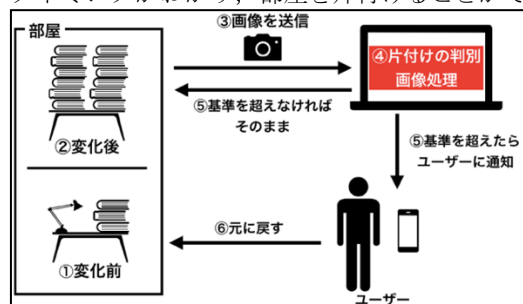 部屋
②変化後
①変化前
③画像を送信
④片付けの判別
画像処理
⑤基準を超えなければ
そのまま
⑤基準を超えたら
ユーザーに通知
⑥元に戻す
ユーザー